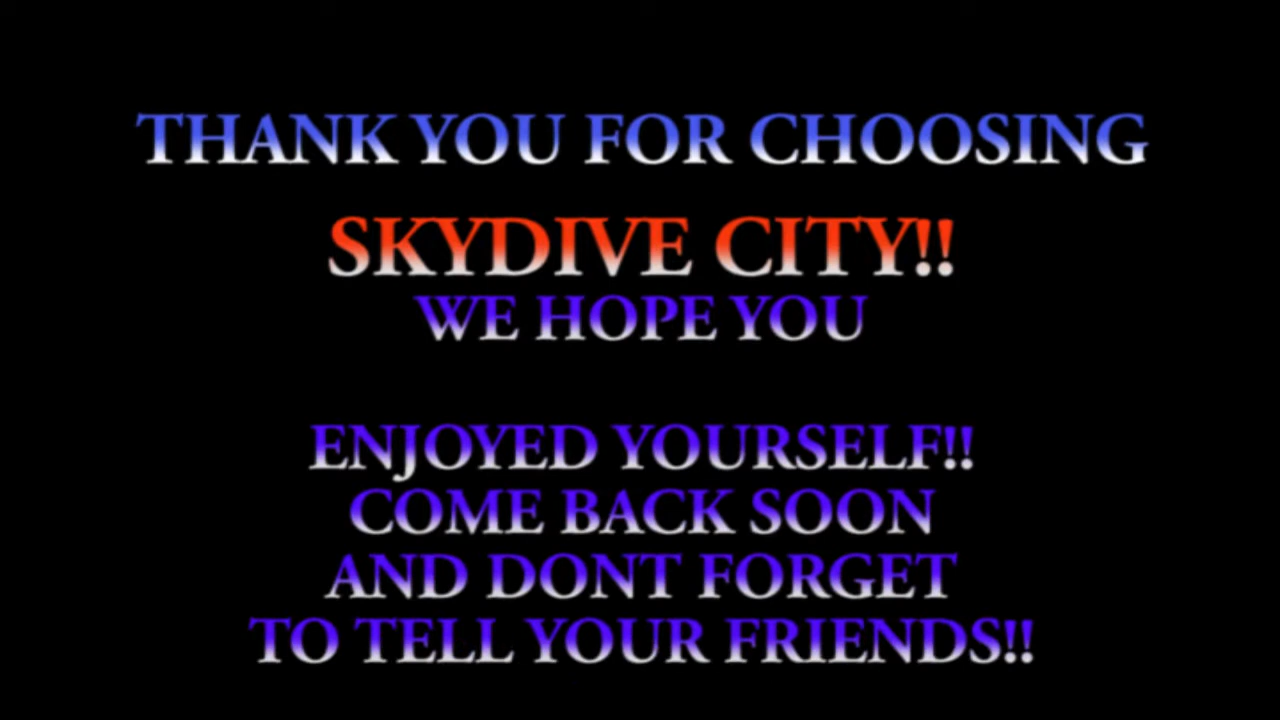 THANK YOU FOR CHOOSING
SKYDIVE CITY!!
WE HOPE YOU
ENJOYED YOURSELF!!
COME BACK SOON
AND DONT FORGET
TO TELL YOUR FRIENDS!!